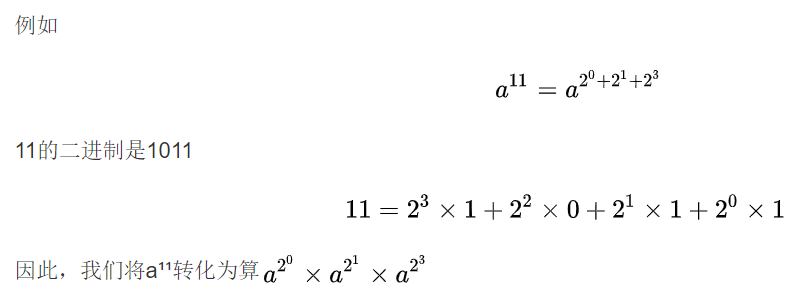 例如
a^{11} = a^{2^0+2^1+2^3}
11的二进制是1011
11 = 2^3 × 1 + 2^2 × 0 + 2^1 × 1 + 2^0 × 1
因此，我们将a¹¹转化为算 a^{2^0} × a^{2^1} × a^{2^3}